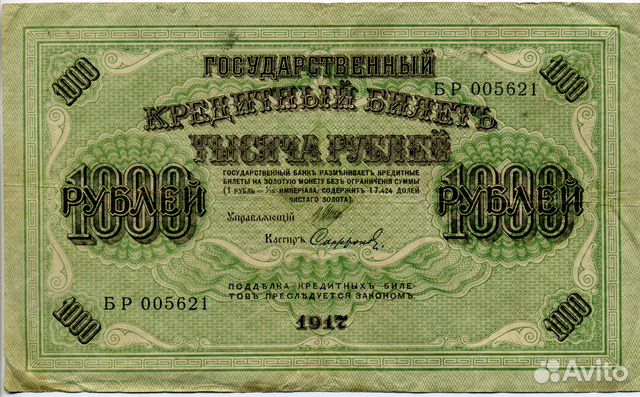 1000
1000
ГОСУДАРСТВЕННЫЙ
БР 005621
КРЕДИТНЫЙ БИЛЕТЪ
ТЫСЯЧА РУБЛЕЙ
ГОСУДАРСТВЕННЫЙ БАНК РАЗМѢНИВАЕТЪ КРЕДИТНЫЕ
БИЛЕТЫ НА ЗОЛОТУЮ МОНЕТУ БЕЗЪ ОГРАНИЧЕНІЯ СУММЫ
(1 РУБЛЬ = 1/15 ИМПЕРІАЛА, СОДЕРЖИТЪ 17,424 ДОЛЕЙ
ЧИСТАГО ЗОЛОТА).
1000 РУБЛЕЙ
1000 РУБЛЕЙ
Управляющій
Кассиръ Сафронов
БР 005621
ПОДДѢЛКА КРЕДИТНЫХЪ БИЛЕ-
ТОВЪ ПРЕСЛѢДУЕТСЯ ЗАКОНОМЪ.
1000
1917
1000
Avito